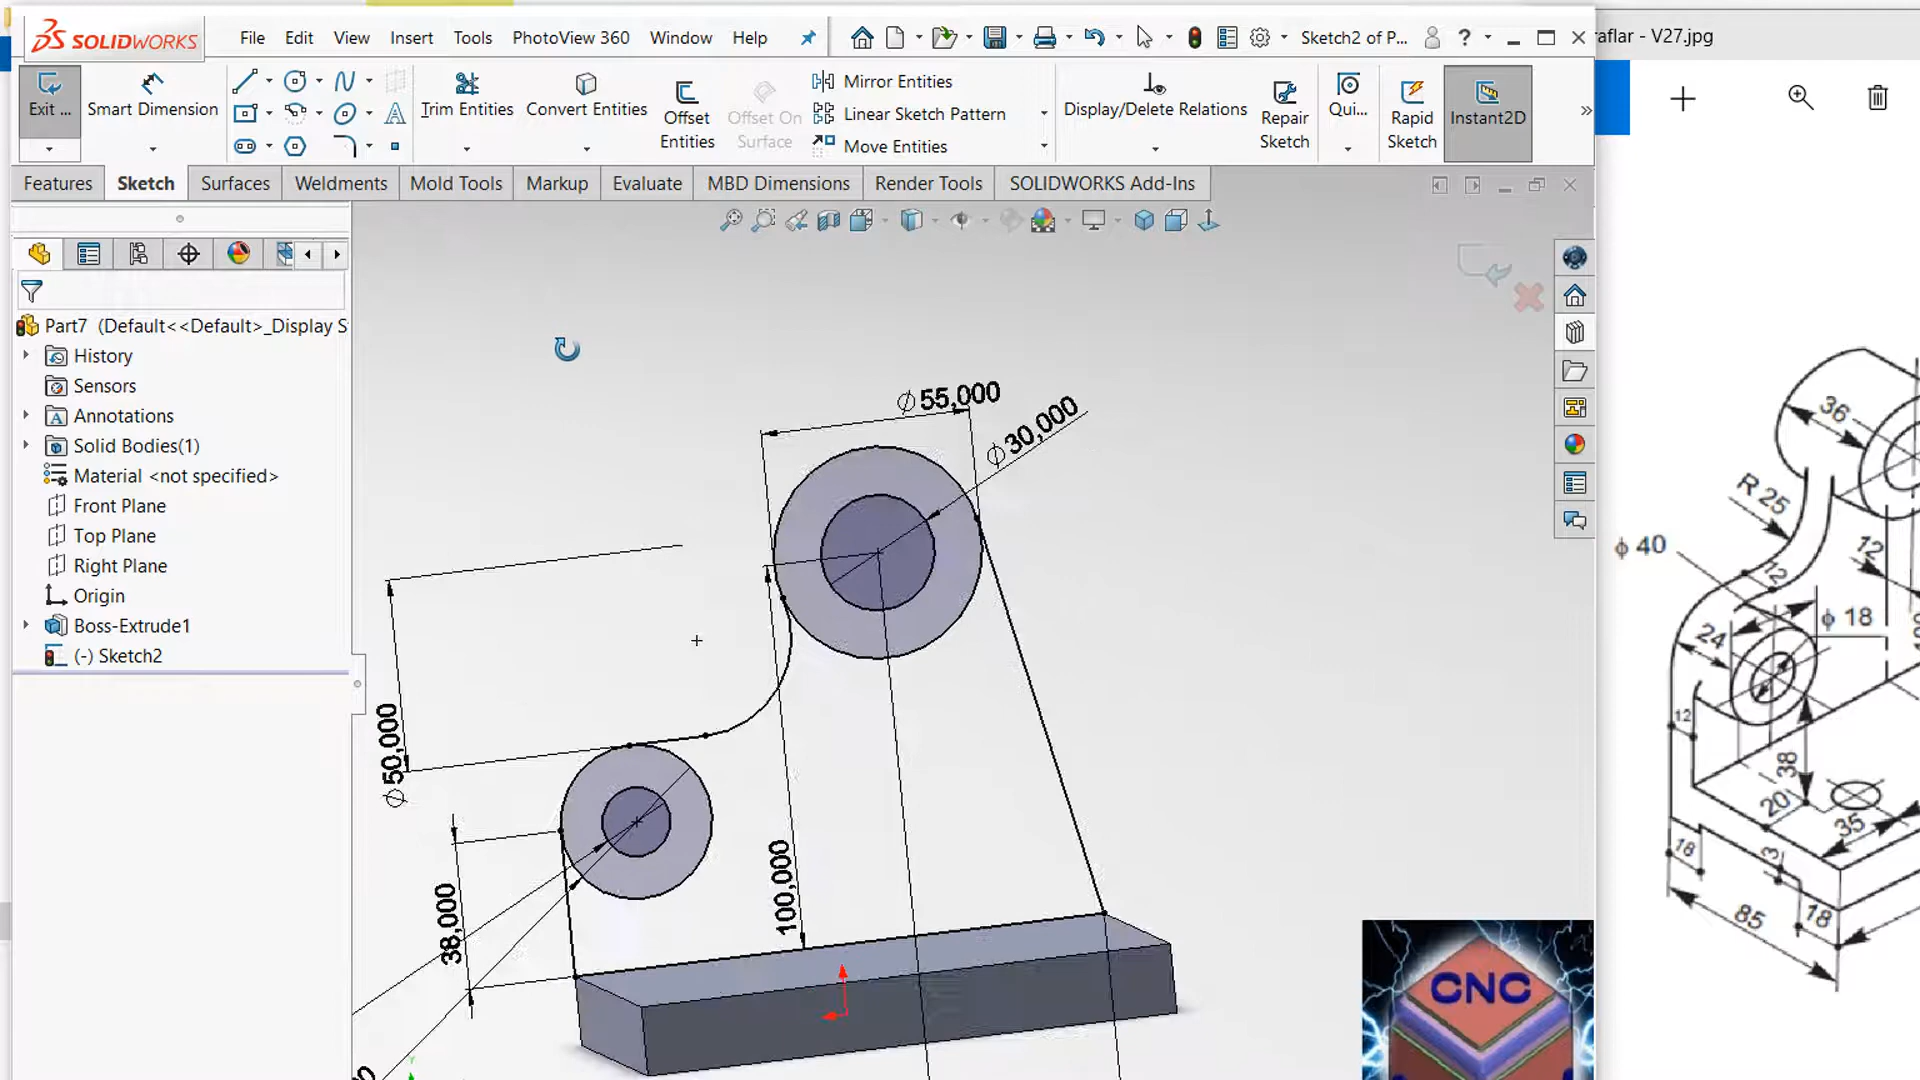 SOLIDWORKS
File Edit View Insert Tools PhotoView 360 Window Help
Sketch2 of P...
?
raflar - V27.jpg
Exit ...
Smart Dimension
Trim Entities
Convert Entities
Offset Entities
Offset On Surface
Mirror Entities
Linear Sketch Pattern
Move Entities
Display/Delete Relations
Repair Sketch
Qui...
Rapid Sketch
Instant2D
Features Sketch Surfaces Weldments Mold Tools Markup Evaluate MBD Dimensions Render Tools SOLIDWORKS Add-Ins
Part7 (Default<<Default>_Display S
History
Sensors
Annotations
Solid Bodies(1)
Material <not specified>
Front Plane
Top Plane
Right Plane
Origin
Boss-Extrude1
(-) Sketch2
∅ 55,000
∅ 30,000
∅ 50,000
38,000
100,000
CNC
36
R 25
ϕ 40
12
12
ϕ 18
24
12
38
20
35
18
3
18
85